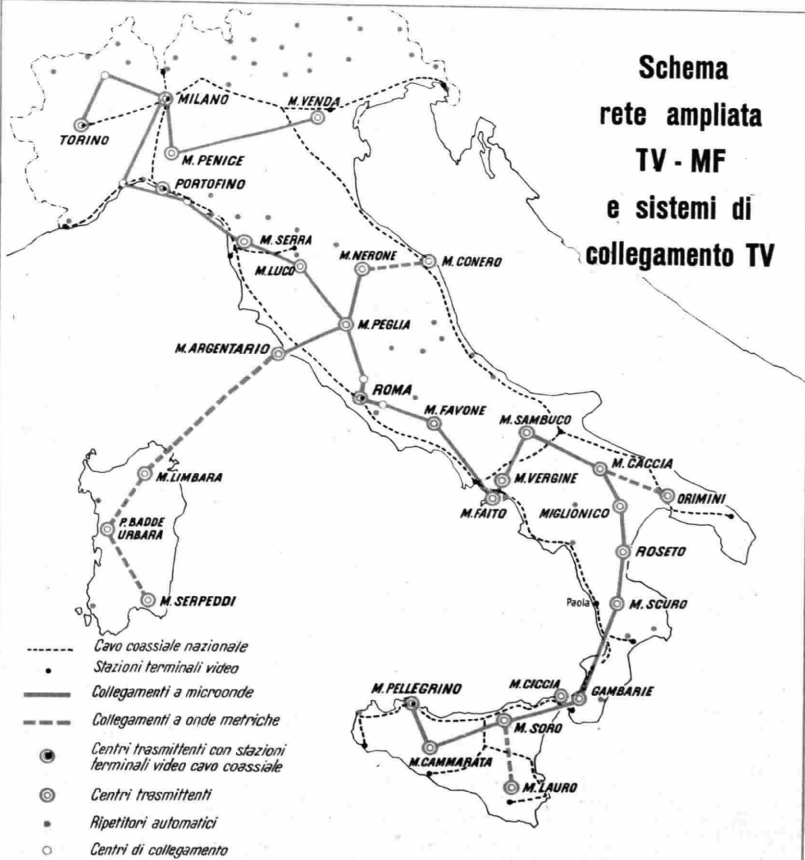 Schema
rete ampliata
TV - MF
e sistemi di
collegamento TV
MILANO
M. VENDA
TORINO
M. PENICE
PORTOFINO
M. SERRA
M. NERONE
M. CONERO
M. LUCO
M. PEGLIA
M. ARGENTARIO
ROMA
M. FAVONE
M. SAMBUCO
M. LIMBARA
M. VERGINE
M. CACCIA
M. FAITO
MIGLIONICO
ORIMINI
P. BADDE
URBARA
ROSETO
M. SERPEDDI
Paola
M. SCURO
M. PELLEGRINO
M. CICCIA
GAMBARIE
M. SORO
M. CAMMARATA
M. LAURO
Cavo coassiale nazionale
Stazioni terminali video
Collegamenti a microonde
Collegamenti a onde metriche
Centri trasmittenti con stazioni
terminali video cavo coassiale
Centri trasmittenti
Ripetitori automatici
Centri di collegamento